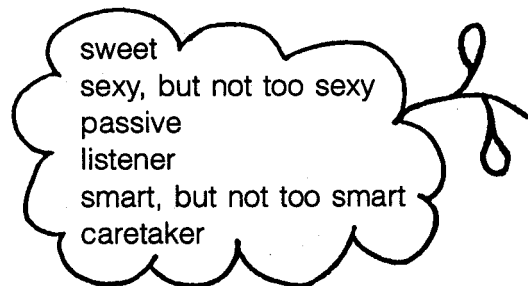 sweet
sexy, but not too sexy
passive
listener
smart, but not too smart
caretaker